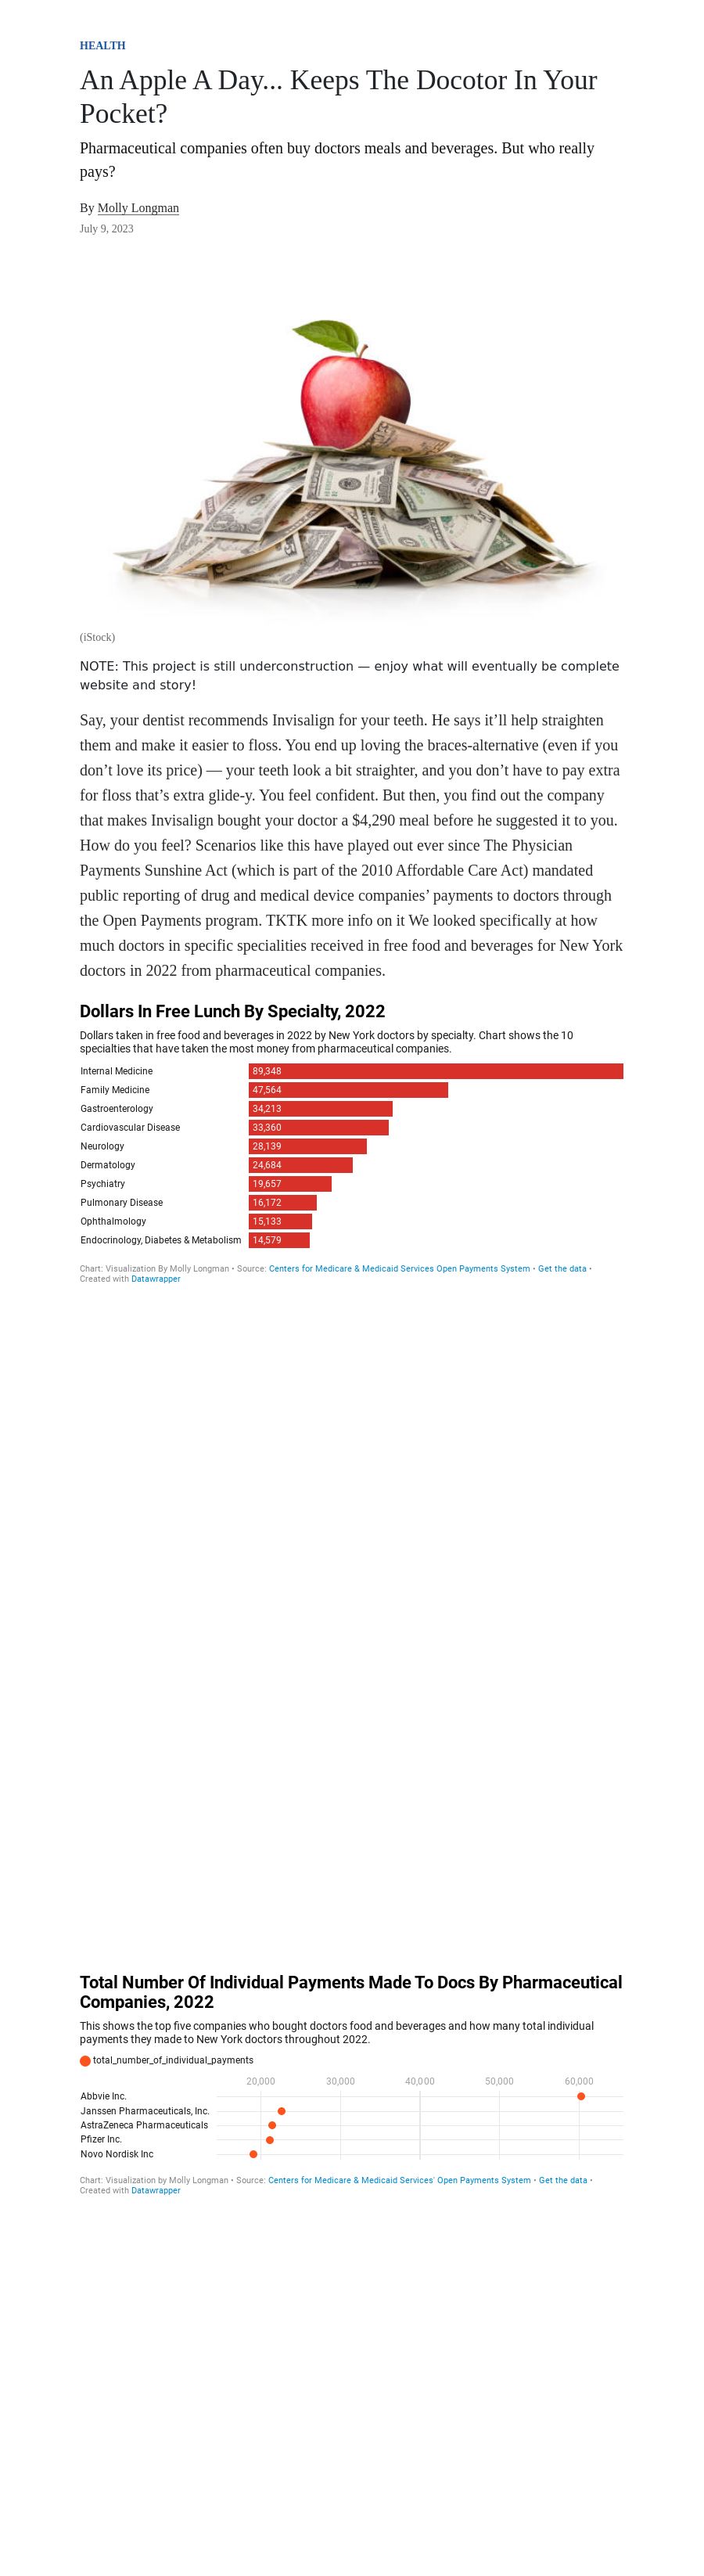 HEALTH
An Apple A Day... Keeps The Docotor In Your
Pocket?
Pharmaceutical companies often buy doctors meals and beverages. But who really
pays?
By Molly Longman
July 9, 2023
(iStock)
NOTE: This project is still underconstruction — enjoy what will eventually be complete
website and story!
Say, your dentist recommends Invisalign for your teeth. He says it’ll help straighten
them and make it easier to floss. You end up loving the braces-alternative (even if you
don’t love its price) — your teeth look a bit straighter, and you don’t have to pay extra
for floss that’s extra glide-y. You feel confident. But then, you find out the company
that makes Invisalign bought your doctor a $4,290 meal before he suggested it to you.
How do you feel? Scenarios like this have played out ever since The Physician
Payments Sunshine Act (which is part of the 2010 Affordable Care Act) mandated
public reporting of drug and medical device companies’ payments to doctors through
the Open Payments program. TKTK more info on it We looked specifically at how
much doctors in specific specialities received in free food and beverages for New York
doctors in 2022 from pharmaceutical companies.
Dollars In Free Lunch By Specialty, 2022
Dollars taken in free food and beverages in 2022 by New York doctors by specialty. Chart shows the 10
specialties that have taken the most money from pharmaceutical companies.
Internal Medicine 89,348
Family Medicine 47,564
Gastroenterology 34,213
Cardiovascular Disease 33,360
Neurology 28,139
Dermatology 24,684
Psychiatry 19,657
Pulmonary Disease 16,172
Ophthalmology 15,133
Endocrinology, Diabetes & Metabolism 14,579
Chart: Visualization By Molly Longman • Source: Centers for Medicare & Medicaid Services Open Payments System • Get the data •
Created with Datawrapper
Total Number Of Individual Payments Made To Docs By Pharmaceutical
Companies, 2022
This shows the top five companies who bought doctors food and beverages and how many total individual
payments they made to New York doctors throughout 2022.
total_number_of_individual_payments
20,000 30,000 40,000 50,000 60,000
Abbvie Inc.
Janssen Pharmaceuticals, Inc.
AstraZeneca Pharmaceuticals
Pfizer Inc.
Novo Nordisk Inc
Chart: Visualization by Molly Longman • Source: Centers for Medicare & Medicaid Services' Open Payments System • Get the data •
Created with Datawrapper